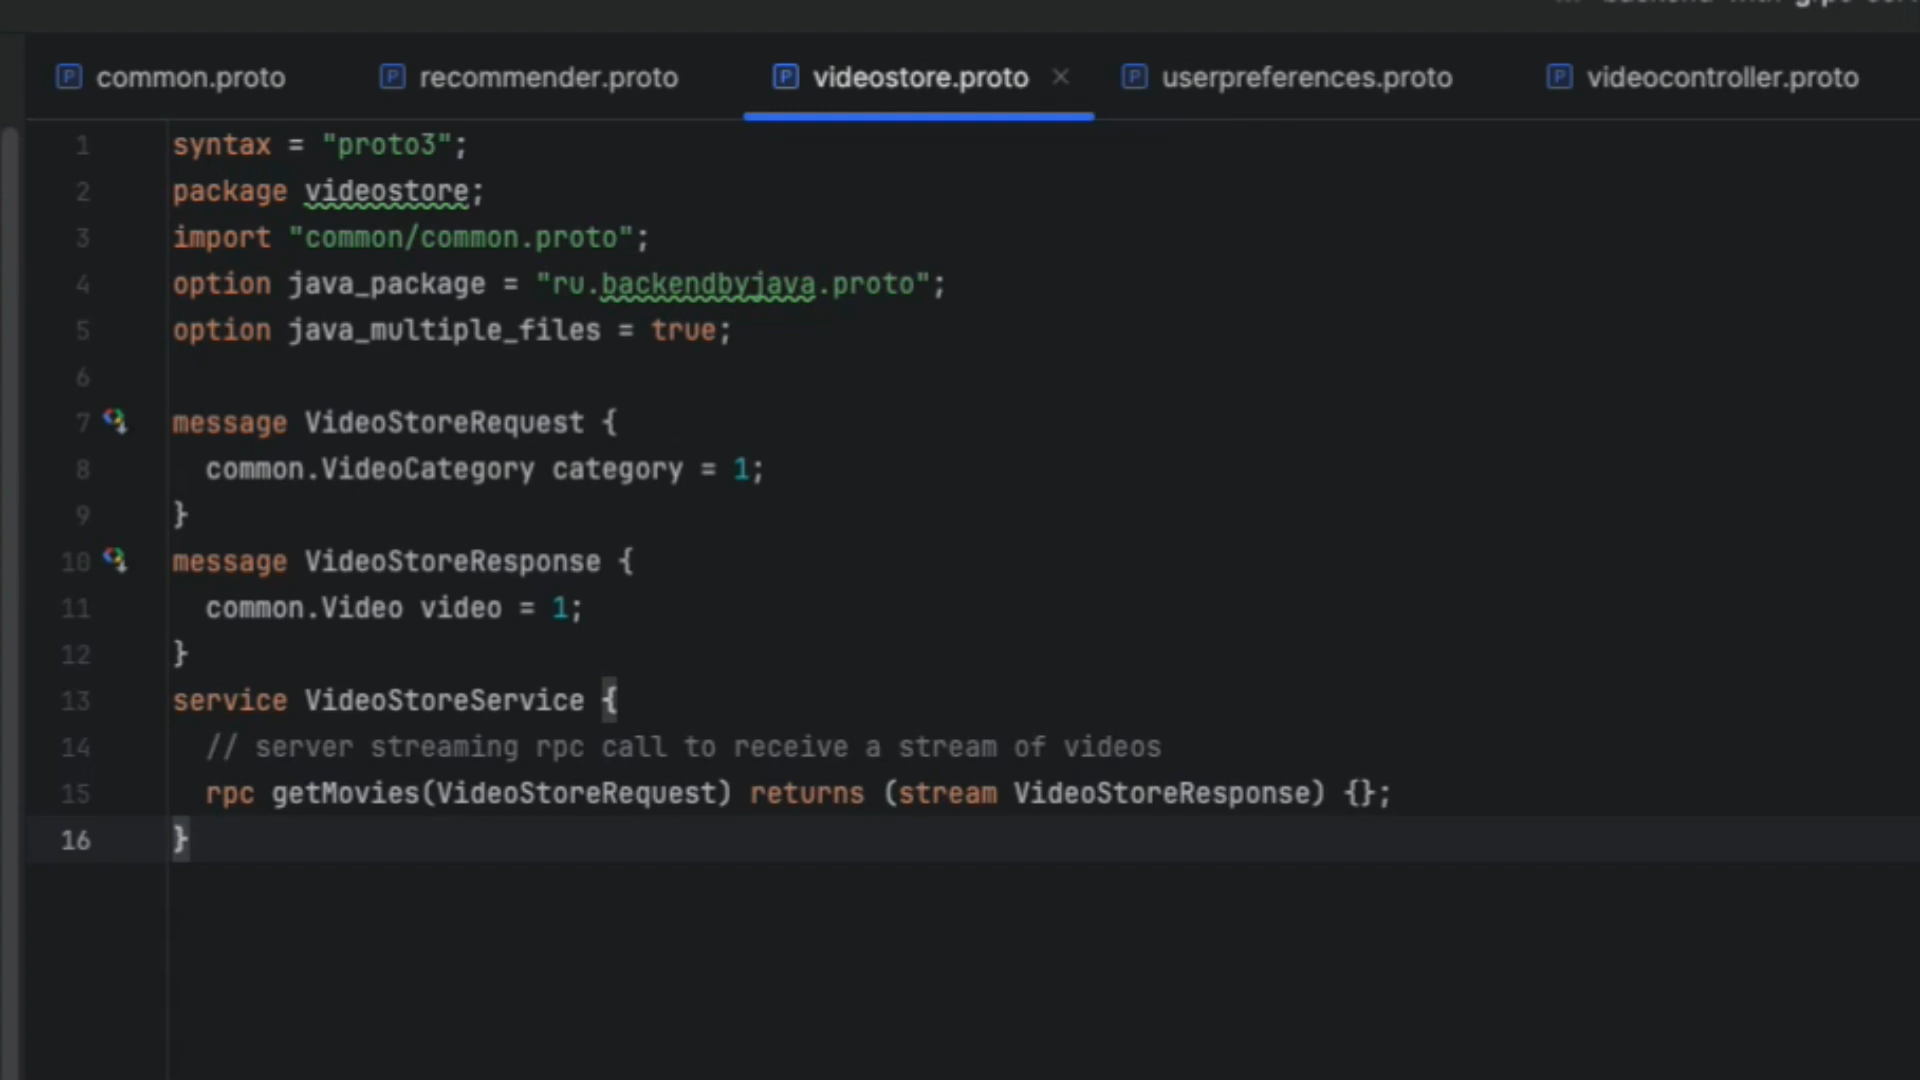 common.proto recommender.proto videostore.proto userpreferences.proto videocontroller.proto
1 syntax = "proto3";
2 package videostore;
3 import "common/common.proto";
4 option java_package = "ru.backendbyjava.proto";
5 option java_multiple_files = true;
6
7 message VideoStoreRequest {
8 common.VideoCategory category = 1;
9 }
10 message VideoStoreResponse {
11 common.Video video = 1;
12 }
13 service VideoStoreService {
14 // server streaming rpc call to receive a stream of videos
15 rpc getMovies(VideoStoreRequest) returns (stream VideoStoreResponse) {};
16 }